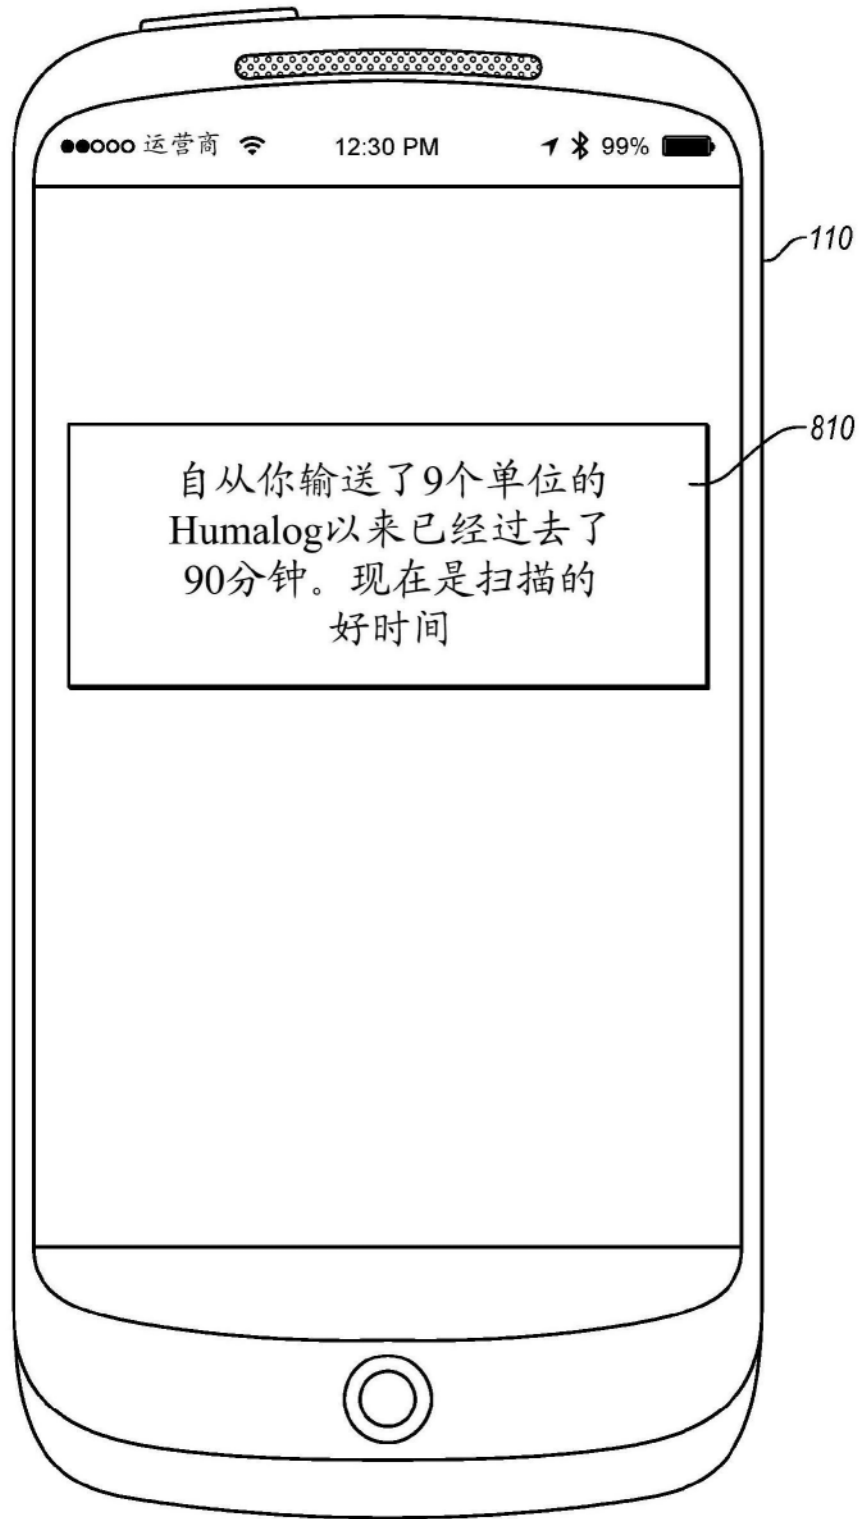 运营商 12:30 PM 99%
110
810
自从你输送了9个单位的
Humalog以来已经过去了
90分钟。现在是扫描的
好时间